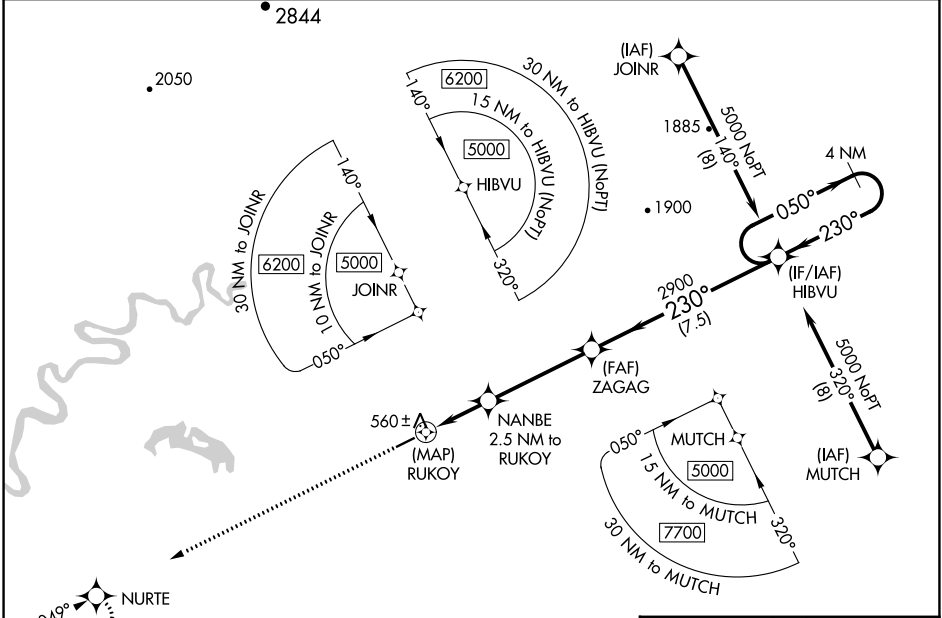 2844
2050
(IAF)
JOINR
1885
5000 NoPT
140°
(8)
4 NM
050°
230°
1900
(IF/IAF)
HIBVU
6200
140°
30 NM to HIBVU (NoPT)
15 NM to HIBVU (NoPT)
5000
HIBVU
320°
30 NM to JOINR
6200
10 NM to JOINR
5000
140°
JOINR
050°
2900
230°
(7.5)
(FAF)
ZAGAG
5000 NoPT
320°
(8)
(IAF)
MUTCH
NANBE
2.5 NM to
RUKOY
560±
(MAP)
RUKOY
050°
MUTCH
5000
15 NM to MUTCH
7700
30 NM to MUTCH
320°
NURTE
049°